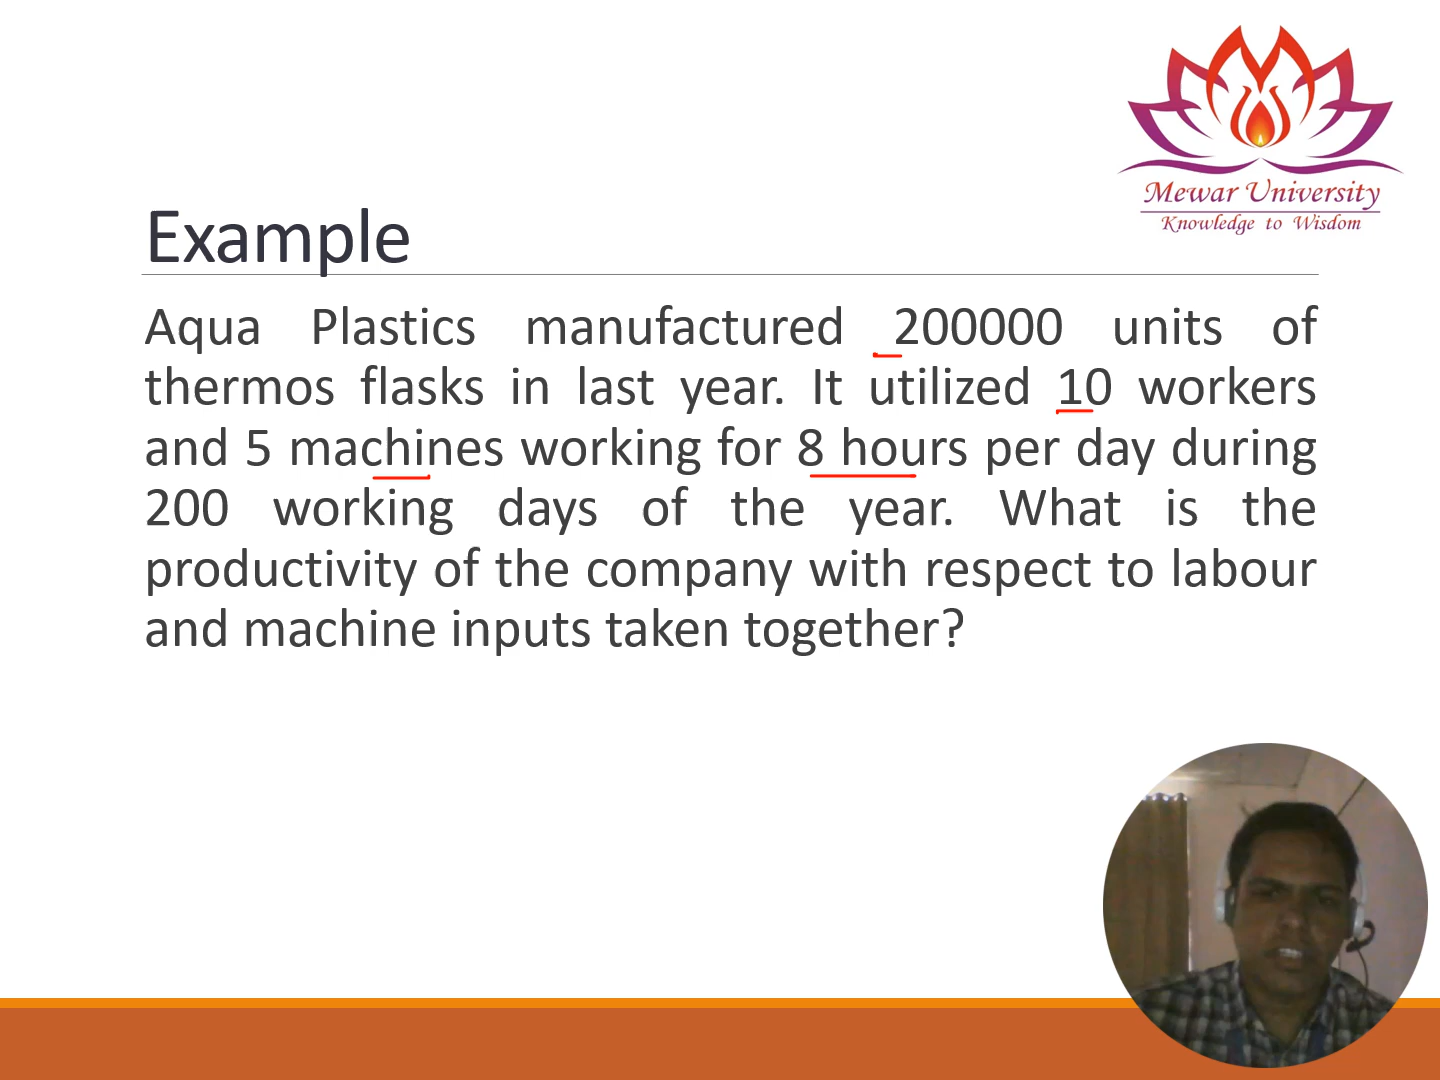 Mewar University
Knowledge to Wisdom
Example
Aqua Plastics manufactured 200000 units of
thermos flasks in last year. It utilized 10 workers
and 5 machines working for 8 hours per day during
200 working days of the year. What is the
productivity of the company with respect to labour
and machine inputs taken together?